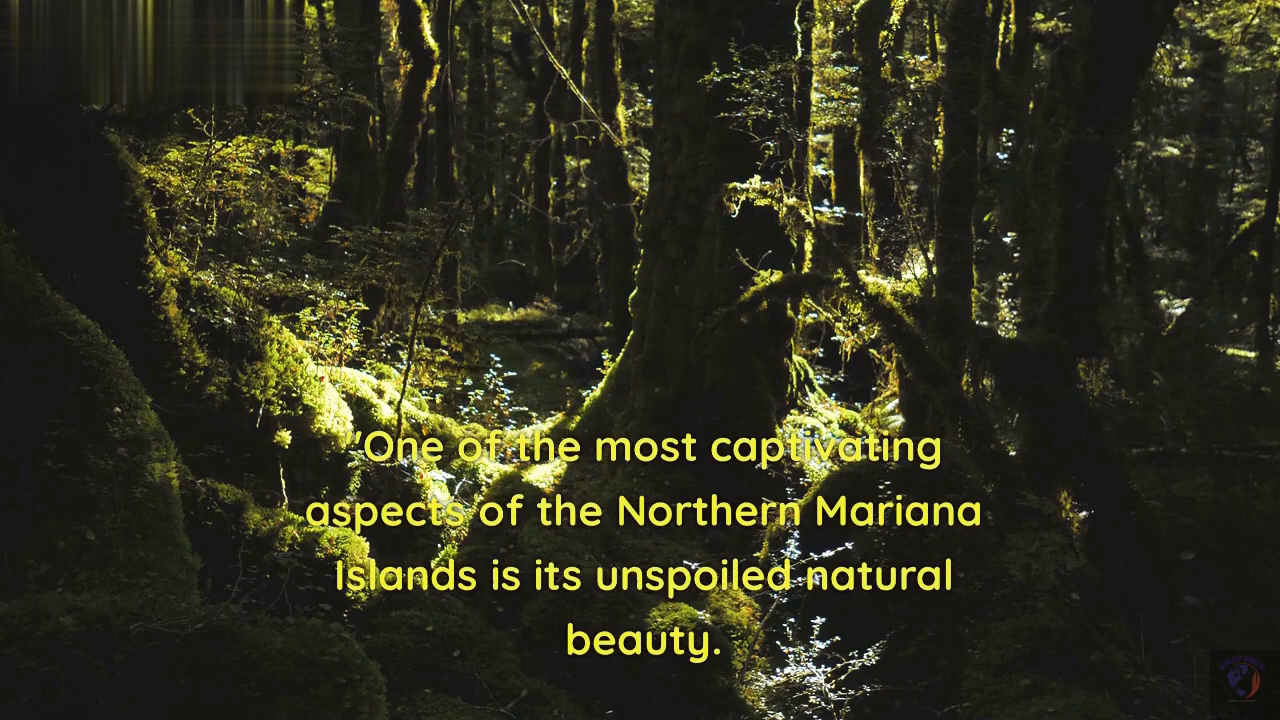 'One of the most captivating
aspects of the Northern Mariana
Islands is its unspoiled natural
beauty.